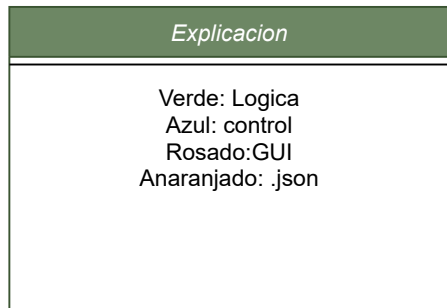 Explicacion
Verde: Logica
Azul: control
Rosado:GUI
Anaranjado: .json